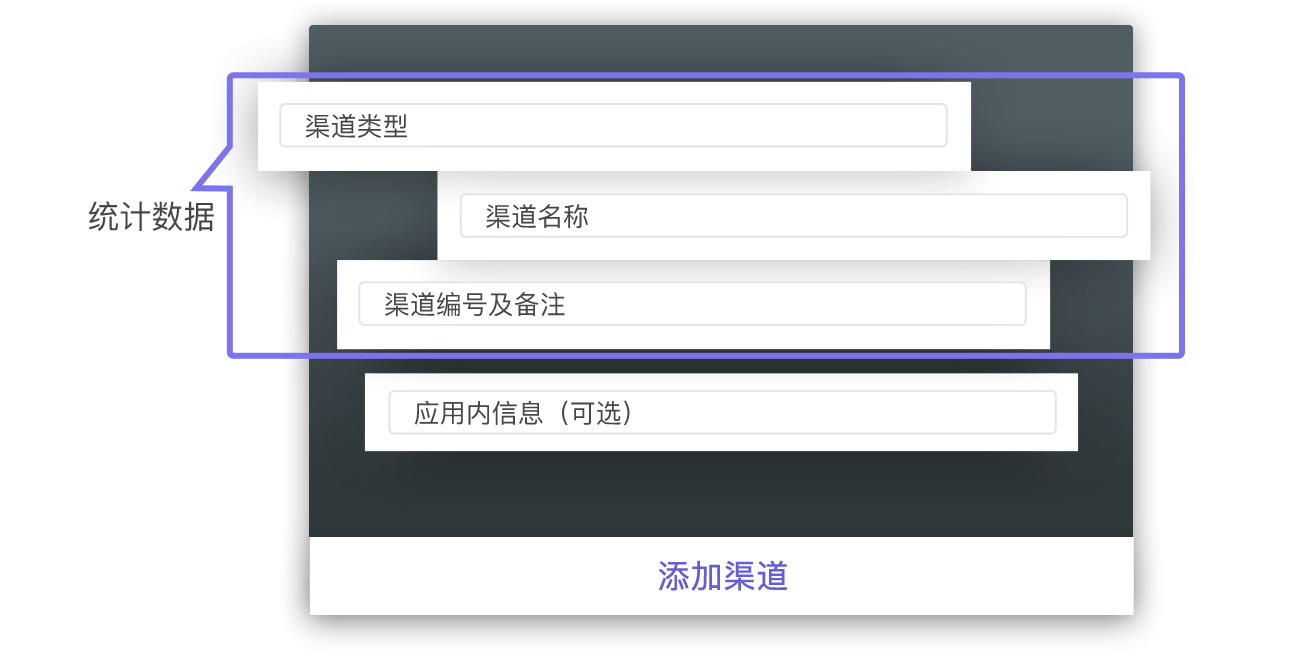 渠道类型
渠道名称
统计数据
渠道编号及备注
应用内信息（可选）
添加渠道